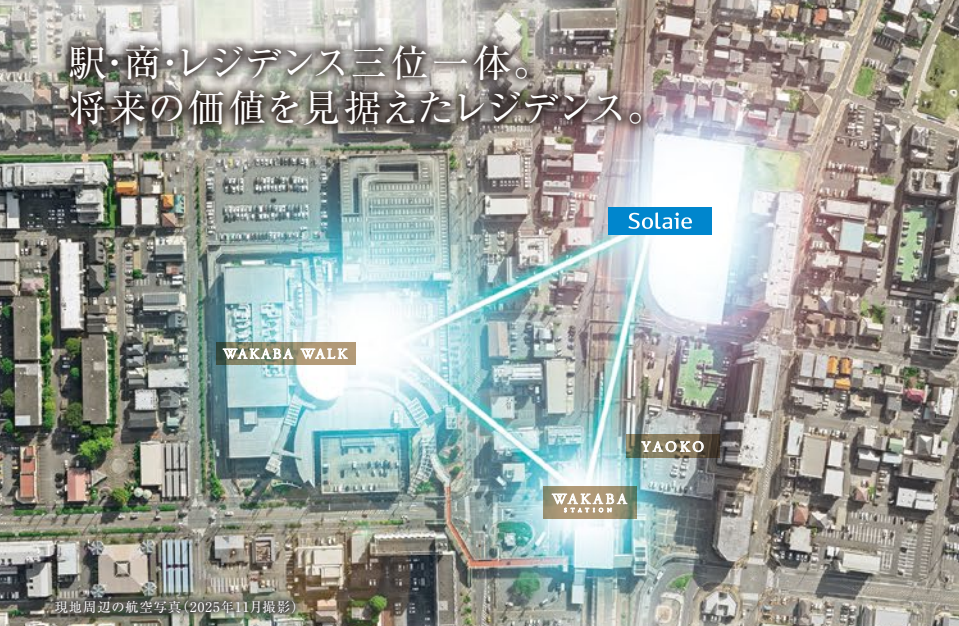 駅・商・レジデンス三位一体。
将来の価値を見据えたレジデンス。
Solaie
WAKABA WALK
YAOKO
WAKABA
STATION
現地周辺の航空写真（2025年11月撮影）